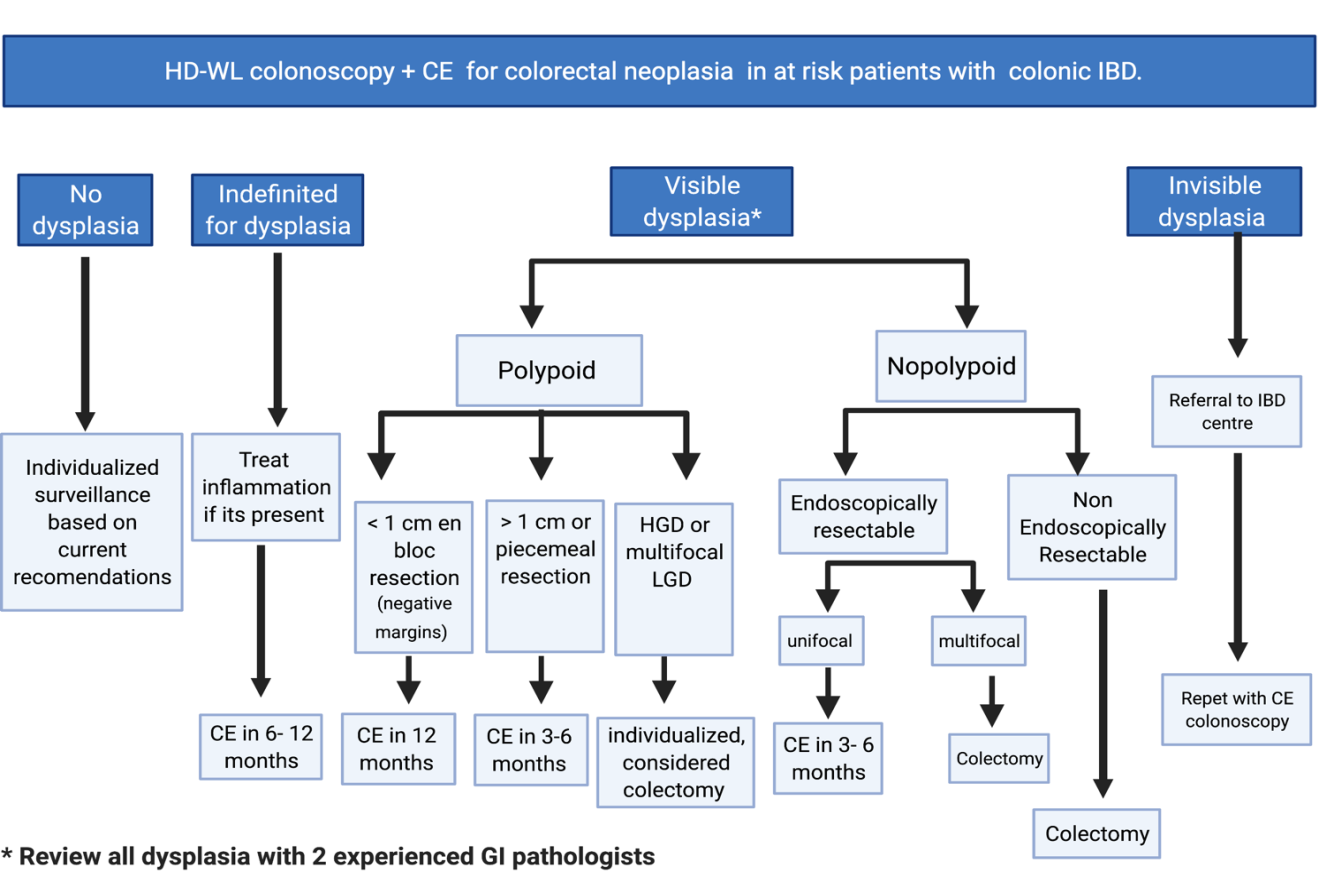 HD-WL colonoscopy + CE for colorectal neoplasia in at risk patients with colonic IBD.
No
dysplasia
Indefinited
for dysplasia
Visible
dysplasia*
Invisible
dysplasia
Polypoid
Nopolypoid
Referral to IBD
centre
Individualized
surveillance
based on
current
recomendations
Treat
inflammation
if its present
< 1 cm en
bloc
resection
(negative
margins)
> 1 cm or
piecemeal
resection
HGD or
multifocal
LGD
Endoscopically
resectable
Non
Endoscopically
Resectable
unifocal
multifocal
Repet with CE
colonoscopy
CE in 6- 12
months
CE in 12
months
CE in 3-6
months
individualized,
considered
colectomy
CE in 3- 6
months
Colectomy
Colectomy
* Review all dysplasia with 2 experienced GI pathologists